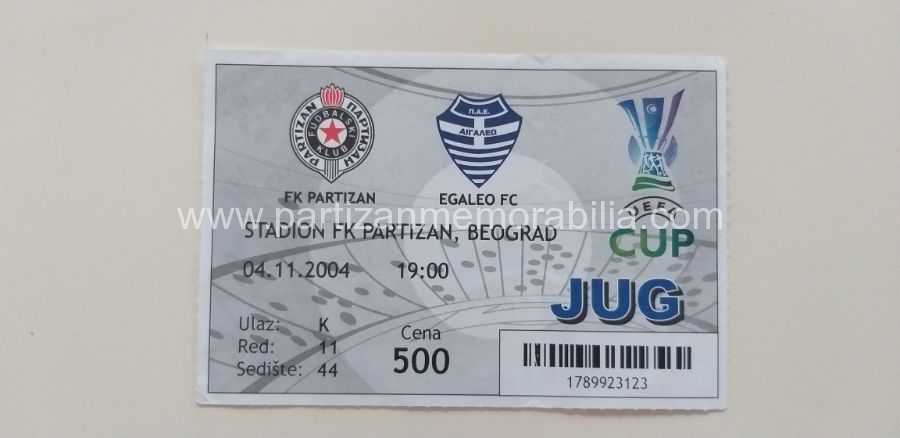 PARTIZAN ПАРТИЗАН
FUDBALSKI
KLUB
Π.Α.Ε.
ΑΙΓΑΛΕΩ
FK PARTIZAN
EGALEO FC
www.partizanmemorabilia.com
STADION FK PARTIZAN, BEOGRAD
UEFA
CUP
04.11.2004 19:00
JUG
Ulaz: K
Red: 11
Sedište: 44
Cena
500
1789923123